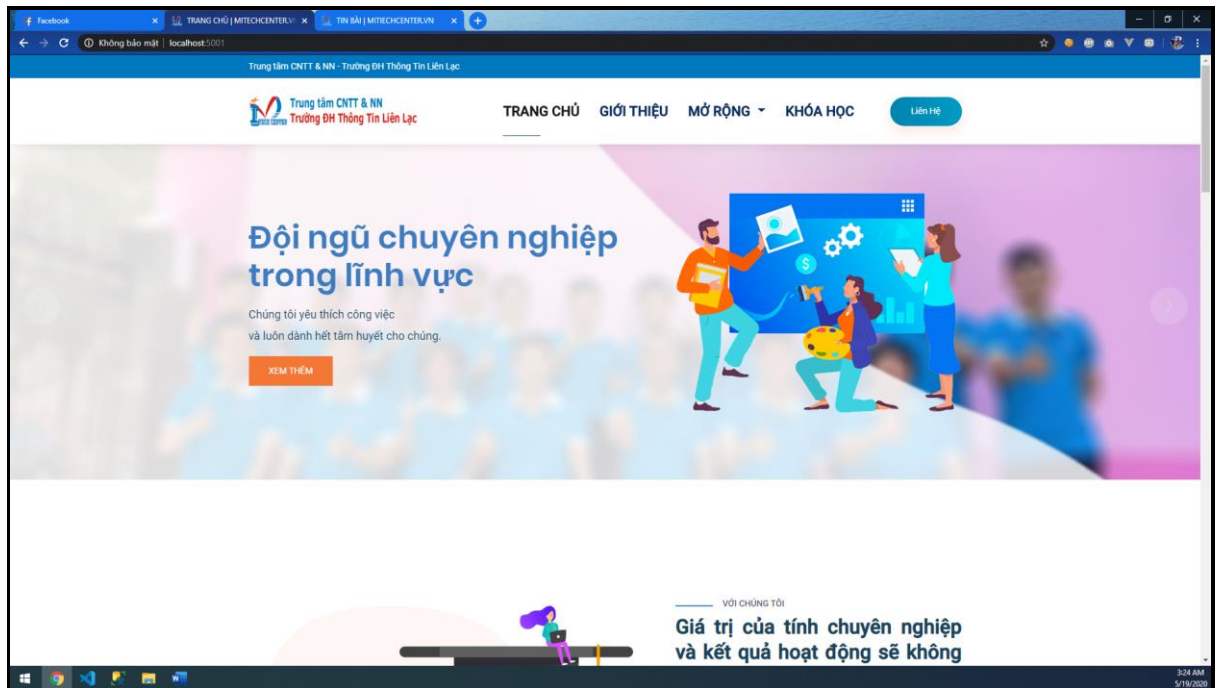 Facebook
TRANG CHỦ | MITECHCENTER.V
TIN BÀI | MITIECHCENTER.VN
Không bảo mật | localhost:5001
Trung tâm CNTT & NN - Trường ĐH Thông Tin Liên Lạc
Trung tâm CNTT & NN
Trường ĐH Thông Tin Liên Lạc
TRANG CHỦ GIỚI THIỆU MỞ RỘNG KHÓA HỌC Liên Hệ
Đội ngũ chuyên nghiệp
trong lĩnh vực
Chúng tôi yêu thích công việc
và luôn dành hết tâm huyết cho chúng.
XEM THÊM
VỚI CHÚNG TÔI
Giá trị của tính chuyên nghiệp
và kết quả hoạt động sẽ không
3:24 AM
5/19/2020